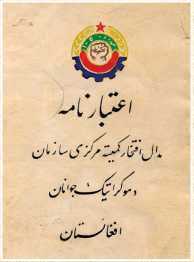 اعتبارنامه
مدال افتخار کمیته مرکزی سازمان
دموکراتیک جوانان
افغانستان